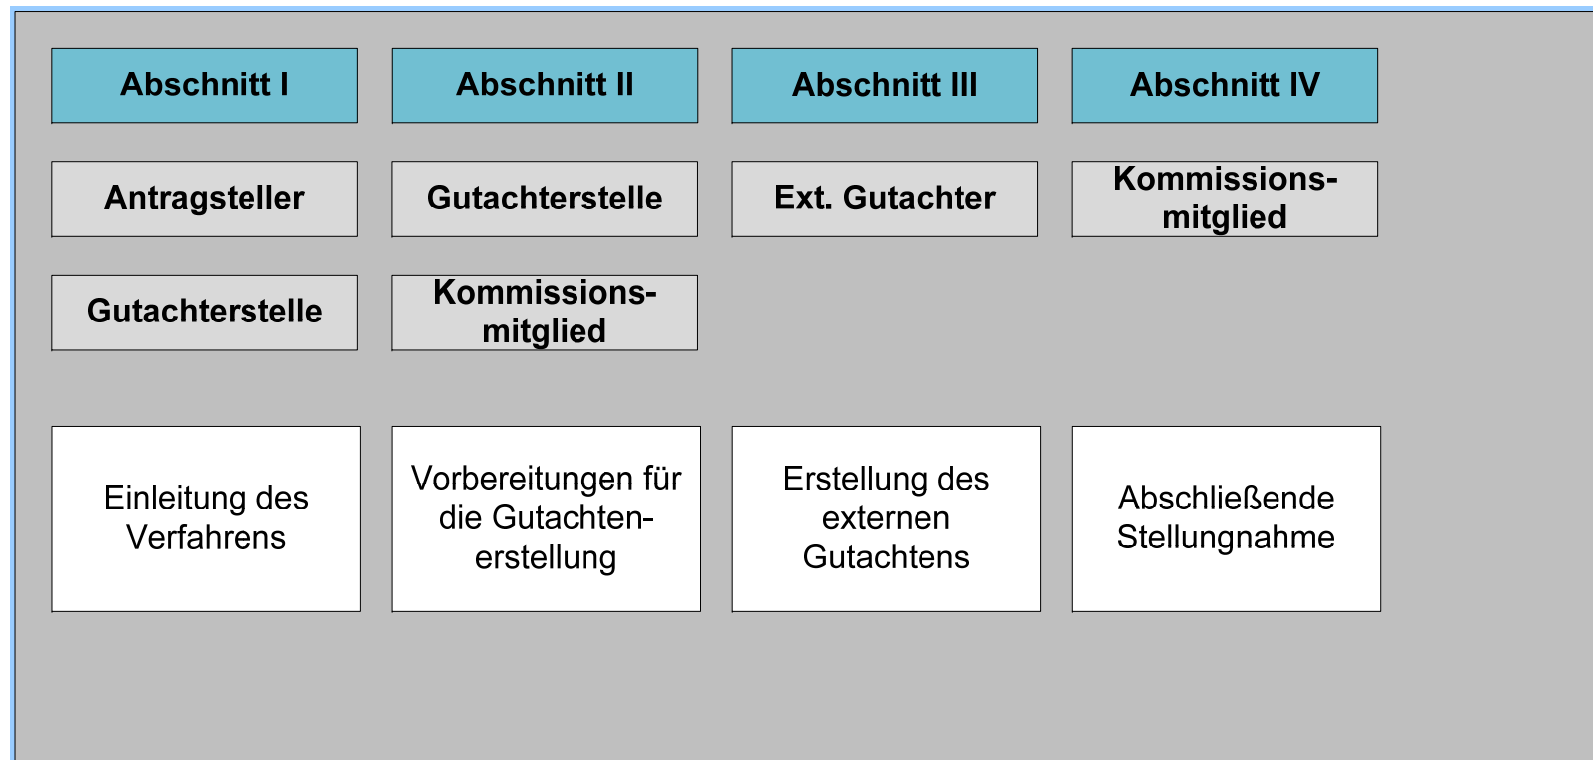 Abschnitt I
Abschnitt II
Abschnitt III
Abschnitt IV
Antragsteller
Gutachterstelle
Ext. Gutachter
Kommissions-
mitglied
Gutachterstelle
Kommissions-
mitglied
Einleitung des
Verfahrens
Vorbereitungen für
die Gutachten-
erstellung
Erstellung des
externen
Gutachtens
Abschließende
Stellungnahme